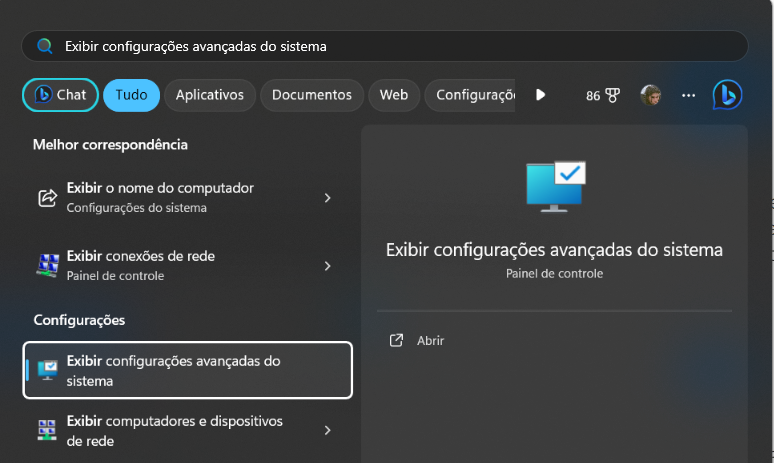 Exibir configurações avançadas do sistema
Chat
Tudo
Aplicativos
Documentos
Web
Configuraçõ
86
Melhor correspondência
Exibir o nome do computador
Configurações do sistema
Exibir conexões de rede
Painel de controle
Configurações
Exibir configurações avançadas do
sistema
Exibir computadores e dispositivos
de rede
Exibir configurações avançadas do sistema
Painel de controle
Abrir